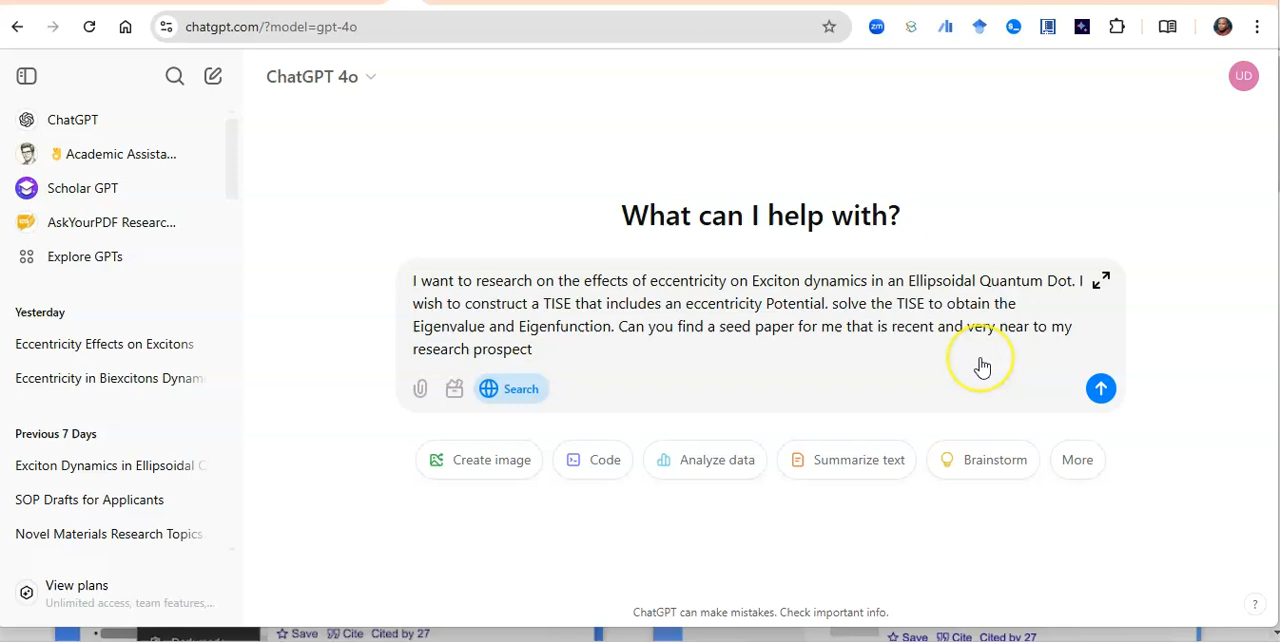 chatgpt.com/?model=gpt-4o
zm
ChatGPT 4o
UD
ChatGPT
Academic Assista...
Scholar GPT
AskYourPDF Researc...
Explore GPTs
Yesterday
Eccentricity Effects on Excitons
Eccentricity in Biexcitons Dynam
Previous 7 Days
Exciton Dynamics in Ellipsoidal
SOP Drafts for Applicants
Novel Materials Research Topics
View plans
Unlimited access, team features,...
What can I help with?
I want to research on the effects of eccentricity on Exciton dynamics in an Ellipsoidal Quantum Dot. I
wish to construct a TISE that includes an eccentricity Potential. solve the TISE to obtain the
Eigenvalue and Eigenfunction. Can you find a seed paper for me that is recent and very near to my
research prospect
Search
Create image
Code
Analyze data
Summarize text
Brainstorm
More
ChatGPT can make mistakes. Check important info.
?
Save Cite Cited by 27
Save Cite Cited by 37